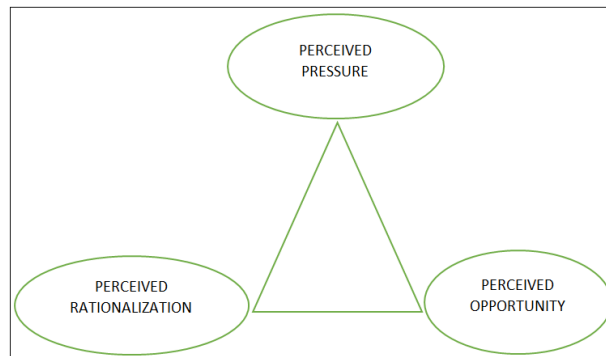 PERCEIVED
PRESSURE
PERCEIVED
RATIONALIZATION
PERCEIVED
OPPORTUNITY